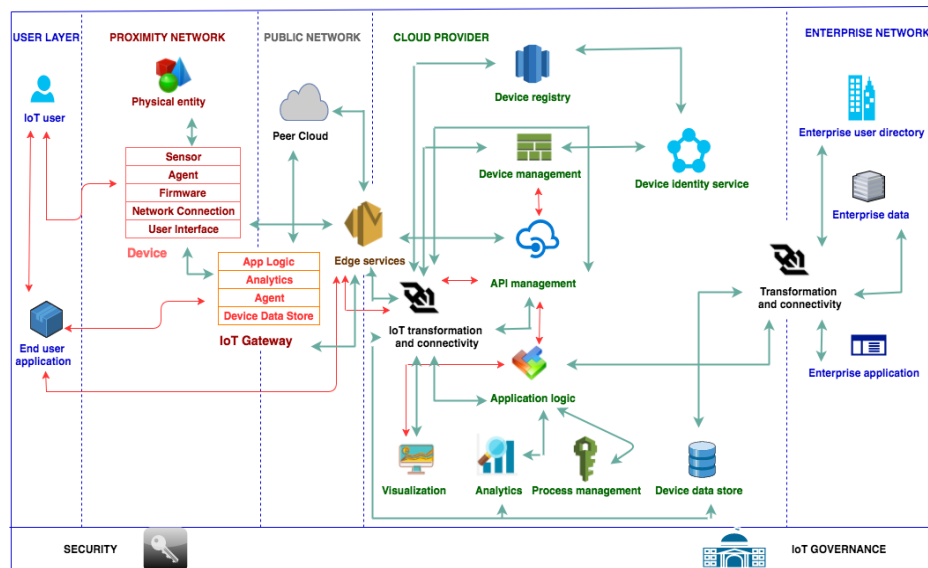 USER LAYER
PROXIMITY NETWORK
PUBLIC NETWORK
CLOUD PROVIDER
ENTERPRISE NETWORK
IoT user
Physical entity
Peer Cloud
Device registry
Enterprise user directory
Sensor
Agent
Firmware
Network Connection
User Interface
Device
Device management
Device identity service
Enterprise data
App Logic
Analytics
Agent
Device Data Store
IoT Gateway
Edge services
API management
IoT transformation
and connectivity
Transformation
and connectivity
End user
application
Application logic
Enterprise application
Visualization
Analytics
Process management
Device data store
SECURITY
IoT GOVERNANCE